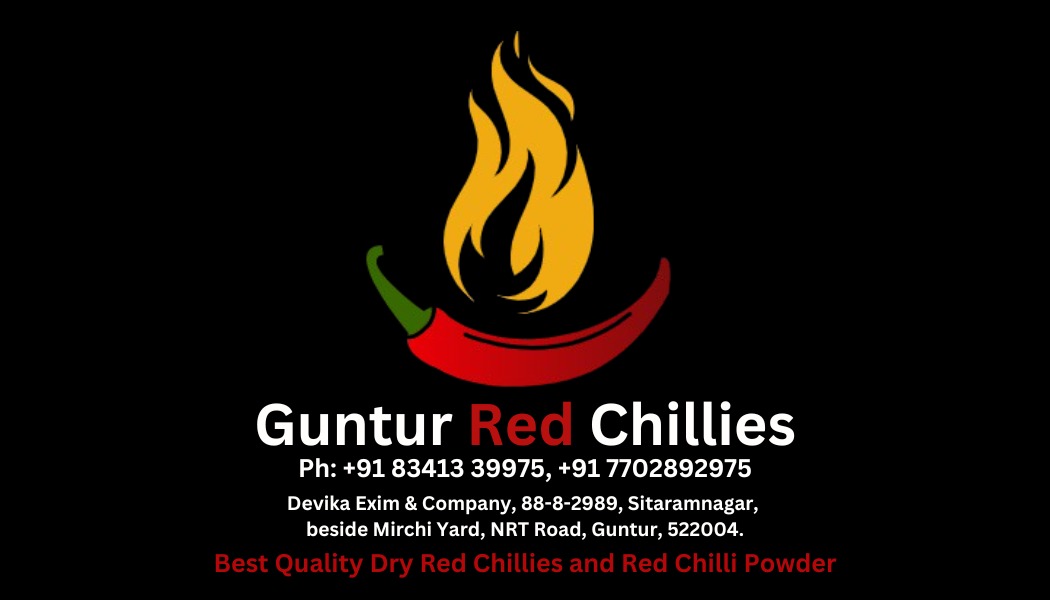 Guntur Red Chillies
Ph: +91 83413 39975, +91 7702892975
Devika Exim & Company, 88-8-2989, Sitaramnagar,
beside Mirchi Yard, NRT Road, Guntur, 522004.
Best Quality Dry Red Chillies and Red Chilli Powder